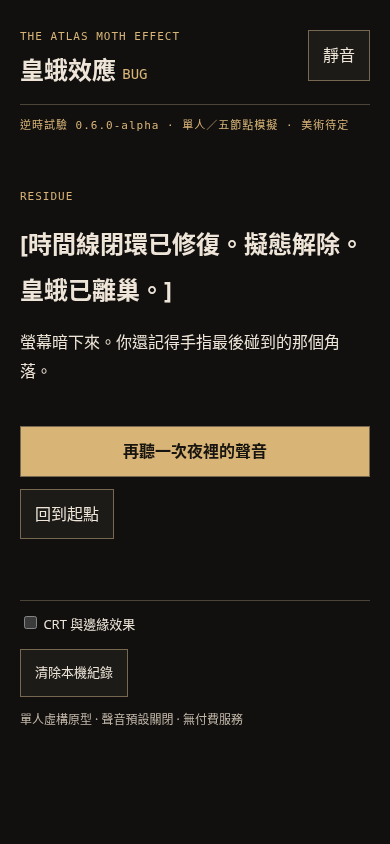 THE ATLAS MOTH EFFECT
皇蛾效應 BUG
靜音
逆時試驗 0.6.0-alpha · 單人／五節點模擬 · 美術待定
RESIDUE
[時間線閉環已修復。擬態解除。
皇蛾已離巢。]
螢幕暗下來。你還記得手指最後碰到的那個角
落。
再聽一次夜裡的聲音
回到起點
CRT 與邊緣效果
清除本機紀錄
單人虛構原型 · 聲音預設關閉 · 無付費服務